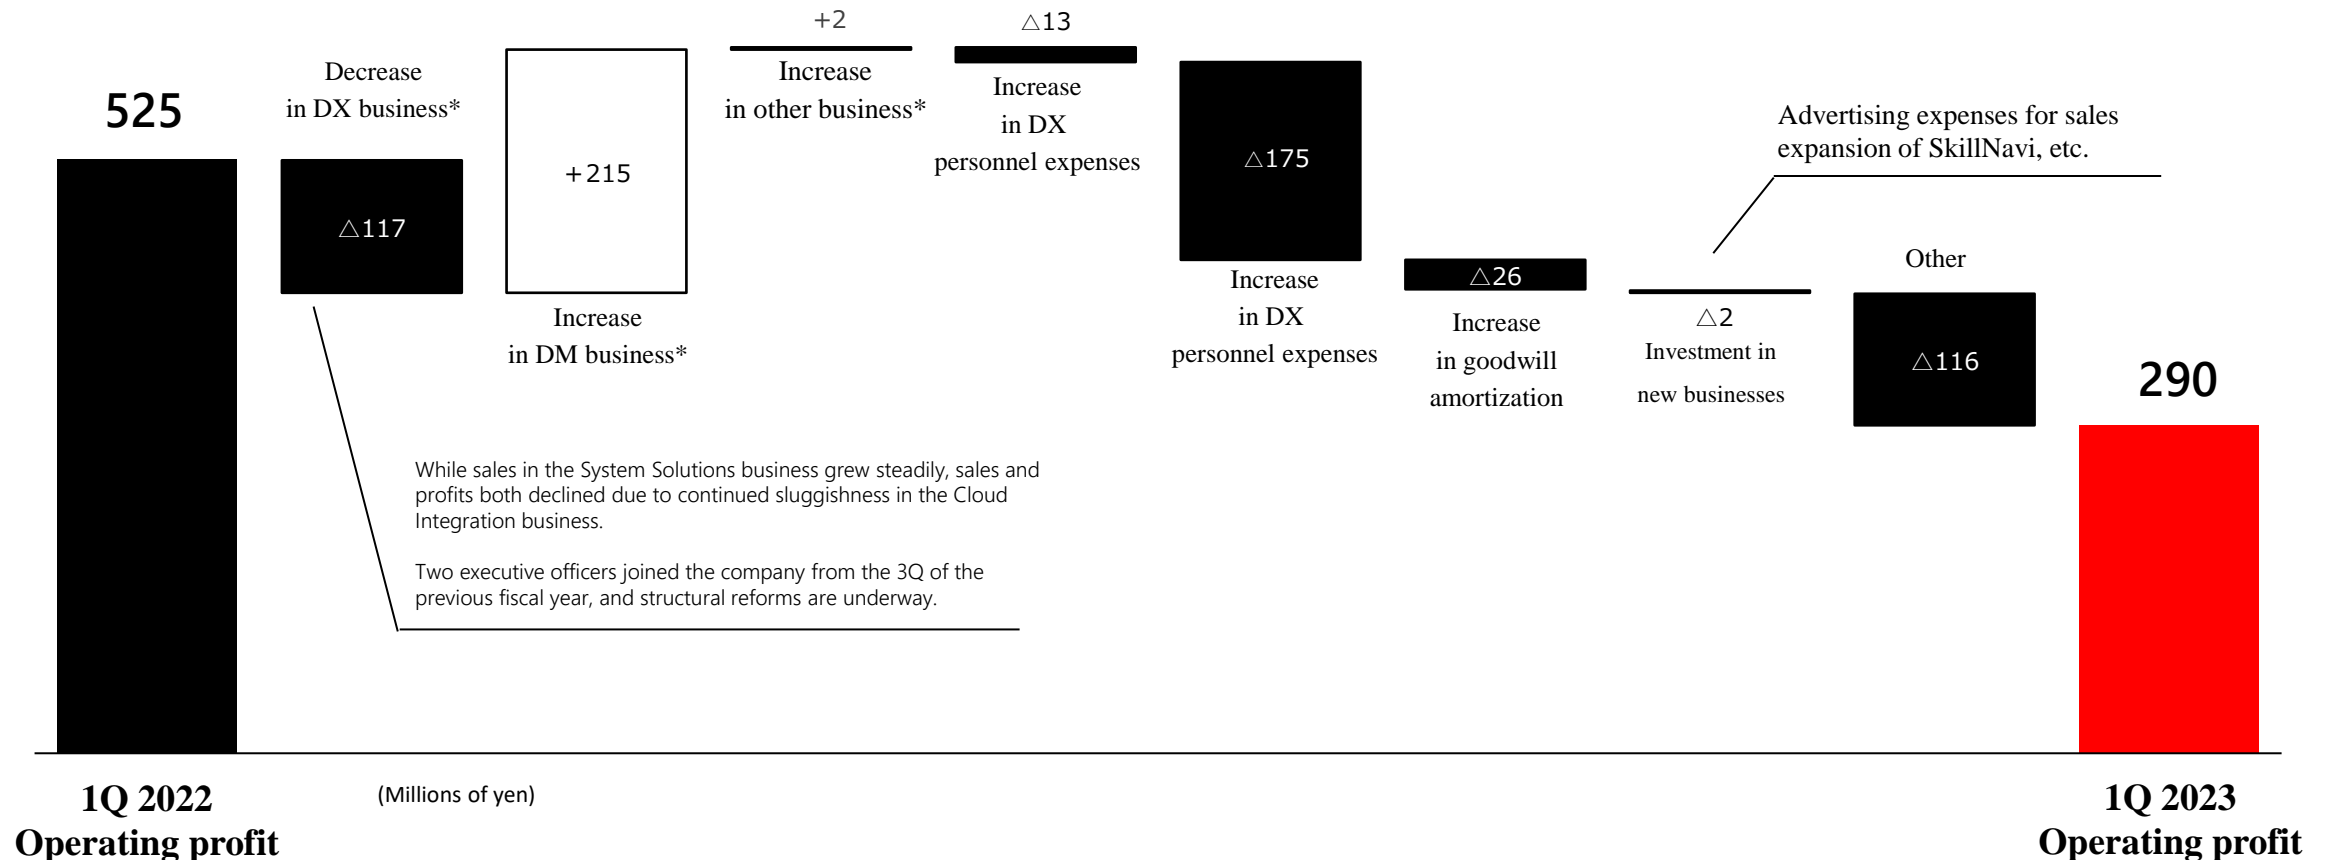 525
Decrease
in DX business*
△117
+215
Increase
in DM business*
+2
Increase
in other business*
△13
Increase
in DX
personnel expenses
△175
Increase
in DX
personnel expenses
△26
Increase
in goodwill
amortization
Advertising expenses for sales
expansion of SkillNavi, etc.
△2
Investment in
new businesses
Other
△116
290
While sales in the System Solutions business grew steadily, sales and
profits both declined due to continued sluggishness in the Cloud
Integration business.
Two executive officers joined the company from the 3Q of the
previous fiscal year, and structural reforms are underway.
1Q 2022
Operating profit
(Millions of yen)
1Q 2023
Operating profit